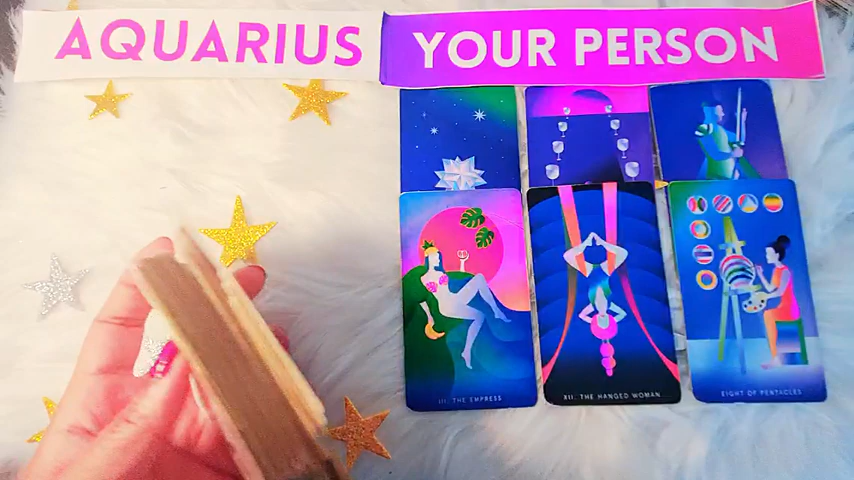 AQUARIUS
YOUR PERSON
III. THE EMPRESS
XII. THE HANGED WOMAN
EIGHT OF PENTACLES